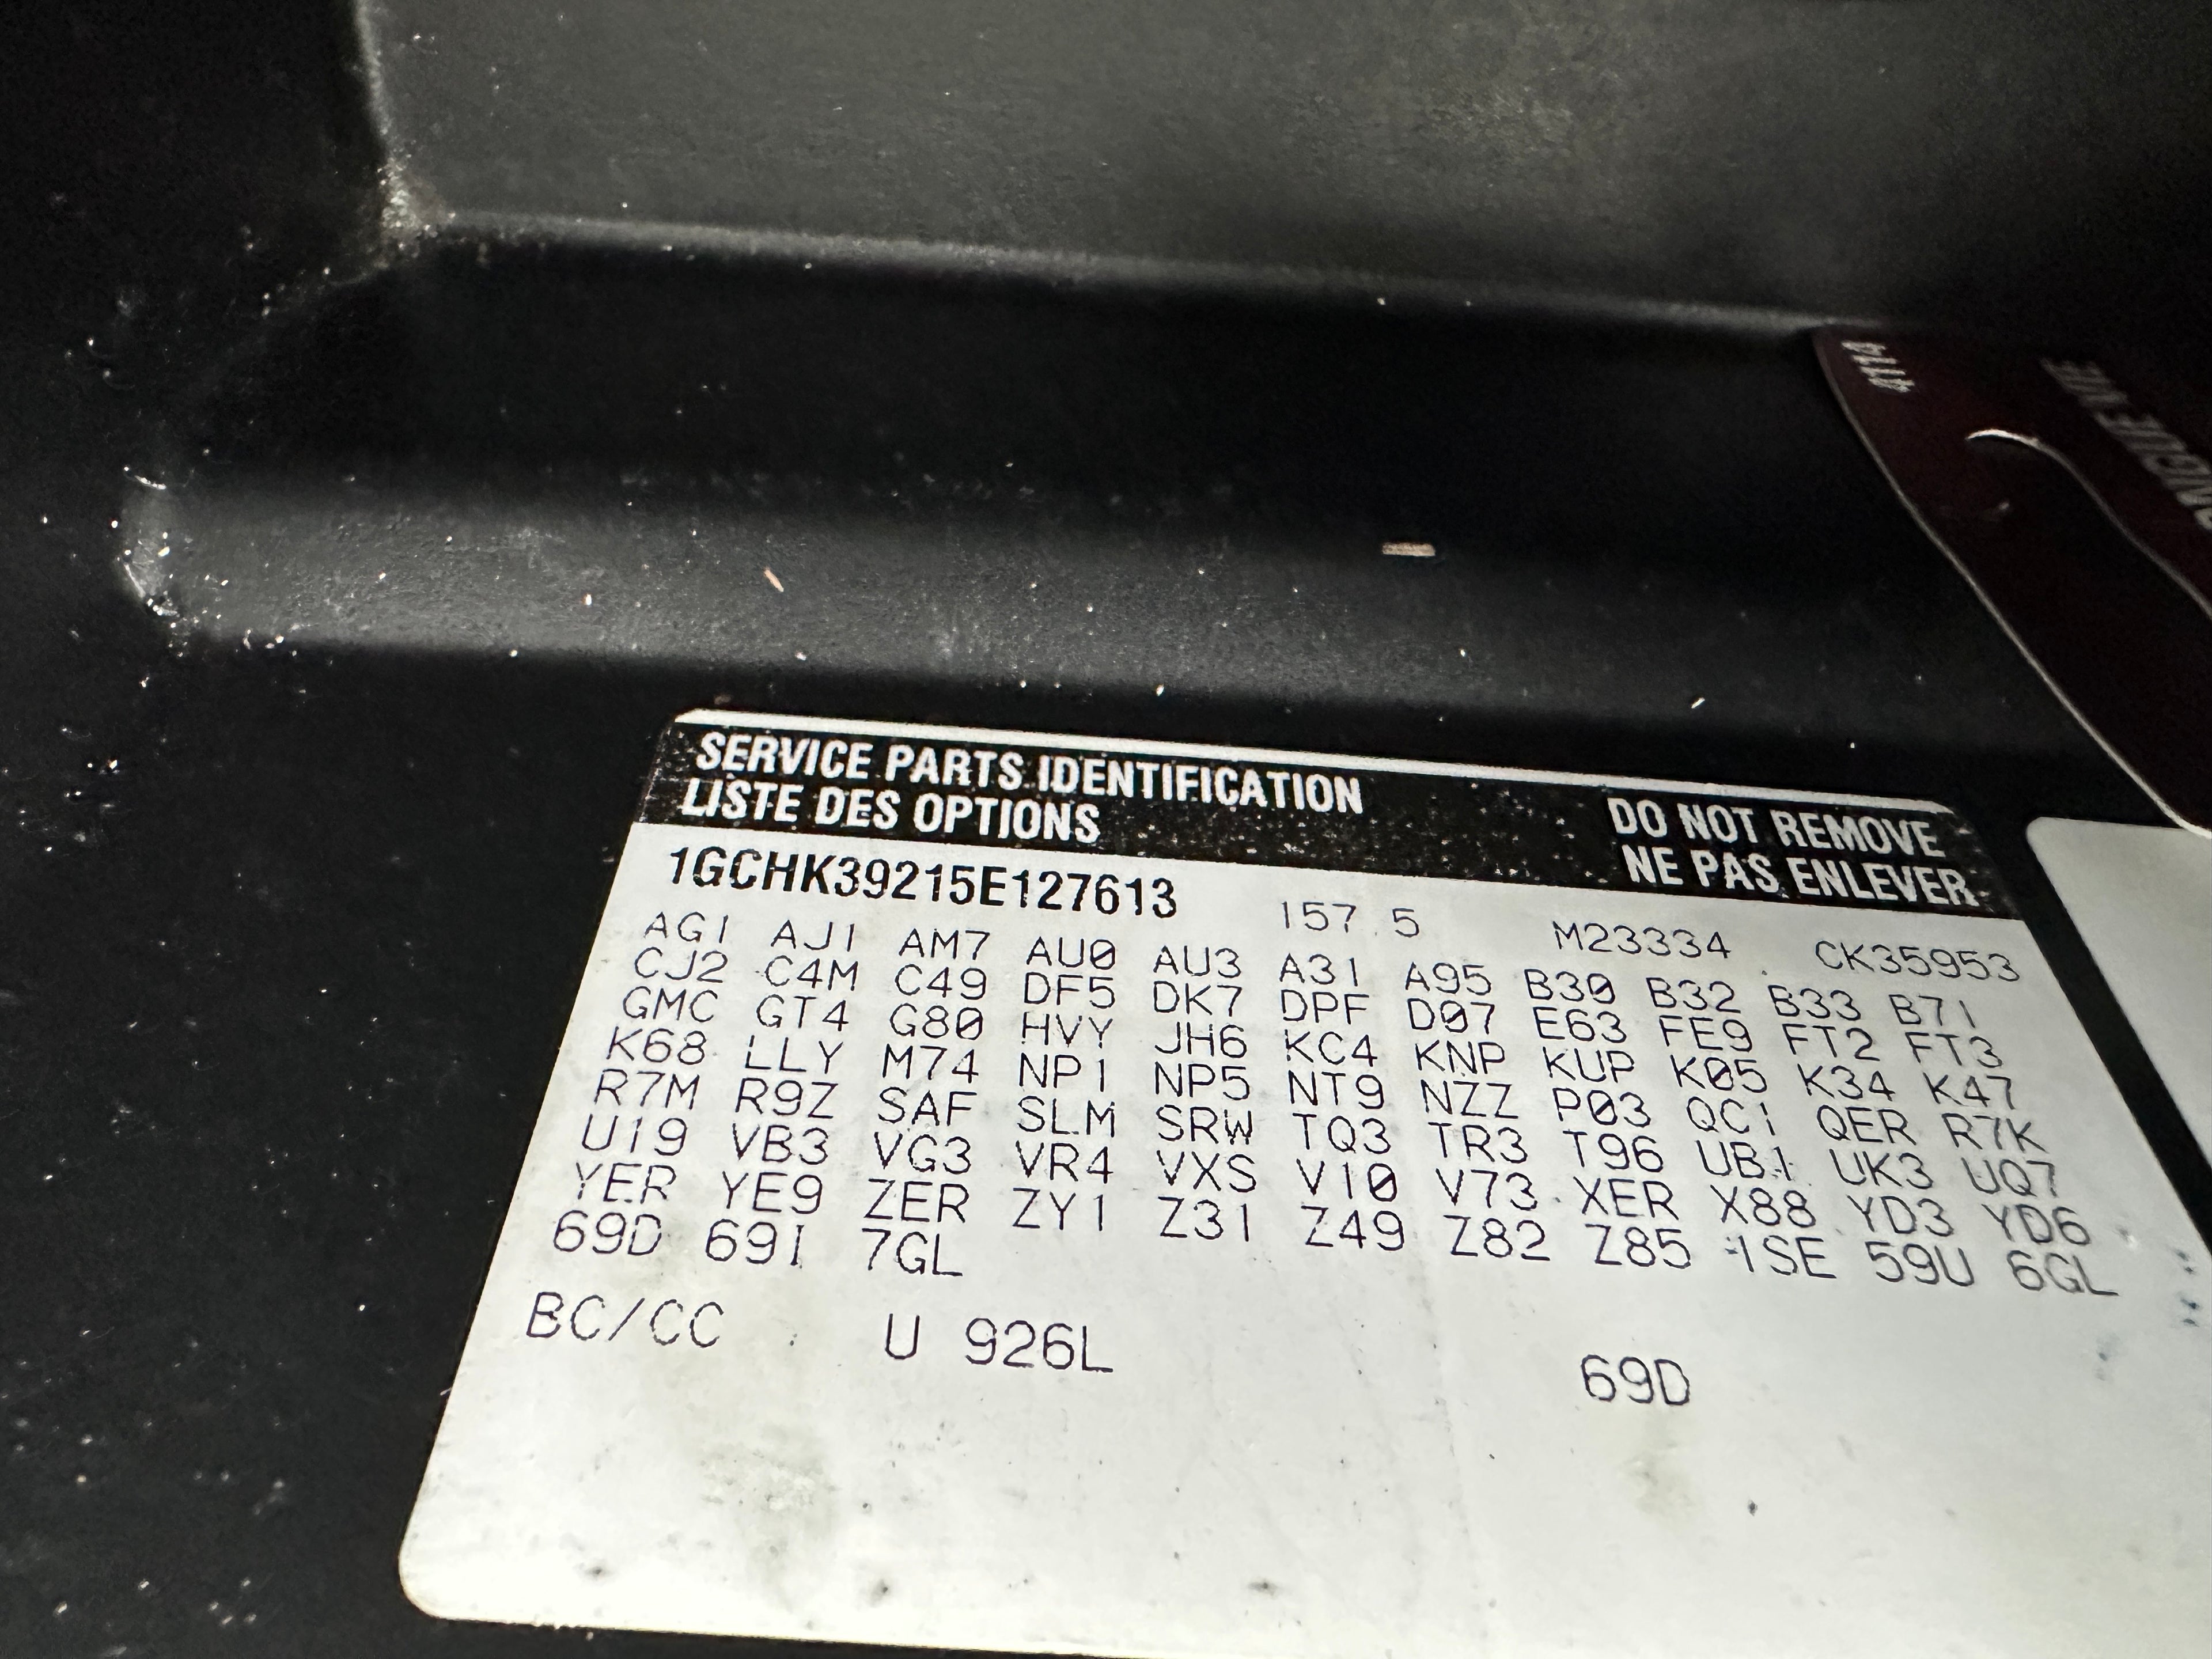 SERVICE PARTS IDENTIFICATION
LISTE DES OPTIONS
DO NOT REMOVE
NE PAS ENLEVER
1GCHK39215E127613 157.5 M23334 CK35953
AG1 AJ1 AM7 AU0 AU3 A31 A95 B30 B32 B33 B71
CJ2 C4M C49 DF5 DK7 DPF D07 E63 FE9 FT2 FT3
GMC GT4 G80 HVY JH6 KC4 KNP KUP K05 K34 K47
K68 LLY M74 NP1 NP5 NT9 NZZ P03 QC1 QER R7K
R7M R9Z SAF SLM SRW TQ3 TR3 T96 UB1 UK3 UQ7
U19 VB3 VG3 VR4 VXS V10 V73 XER X88 YD3 YD6
YER YE9 ZER ZY1 Z31 Z49 Z82 Z85 1SE 59U 6GL
69D 69I 7GL
BC/CC U 926L 69D